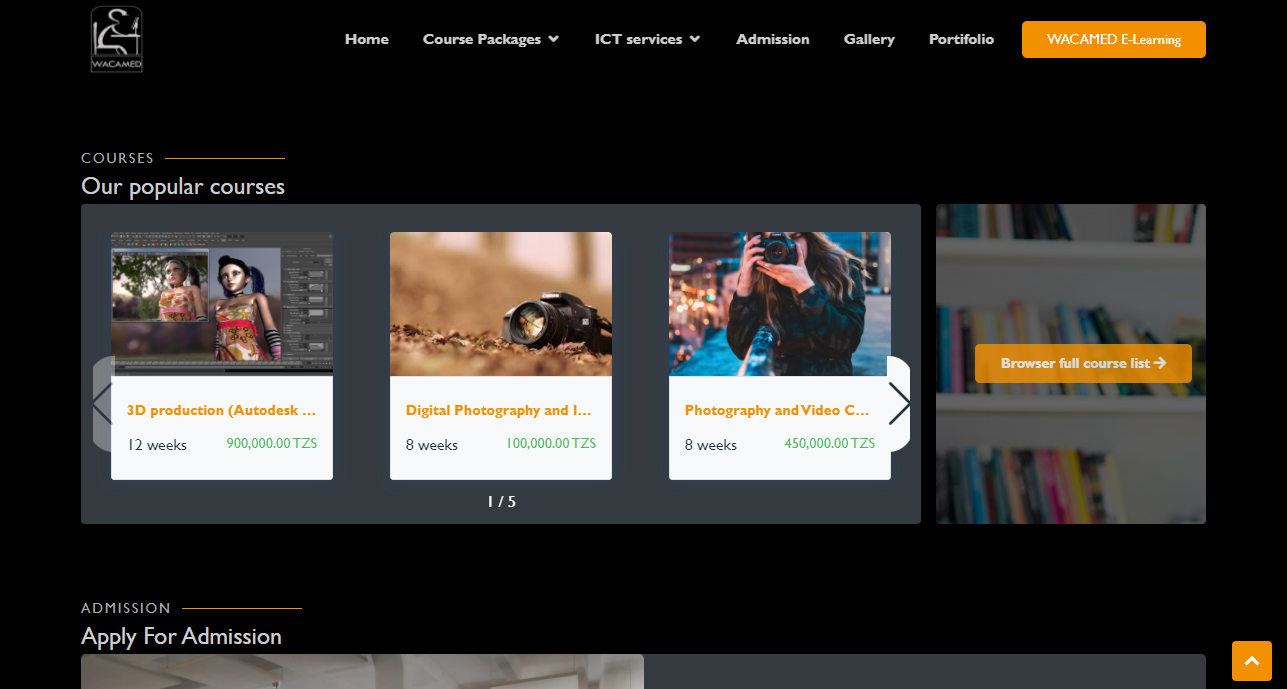 WACAMED
Home
Course Packages
ICT services
Admission
Gallery
Portifolio
WACAMED E-Learning
COURSES
Our popular courses
3D production (Autodesk ...
12 weeks
900,000.00 TZS
Digital Photography and I...
8 weeks
100,000.00 TZS
Photography and Video C...
8 weeks
450,000.00 TZS
1 / 5
Browser full course list
ADMISSION
Apply For Admission